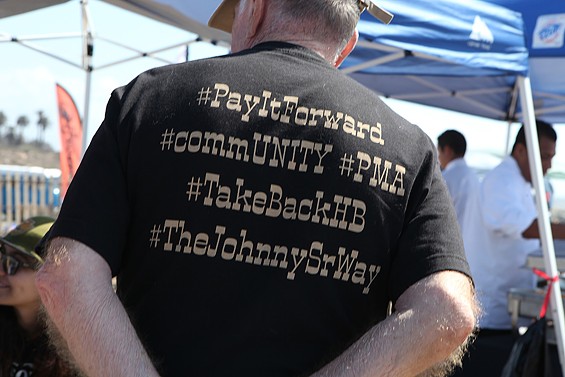 #PayItForward
#commUNITY #PMA
#TakeBackHB
#TheJohnnySrWay